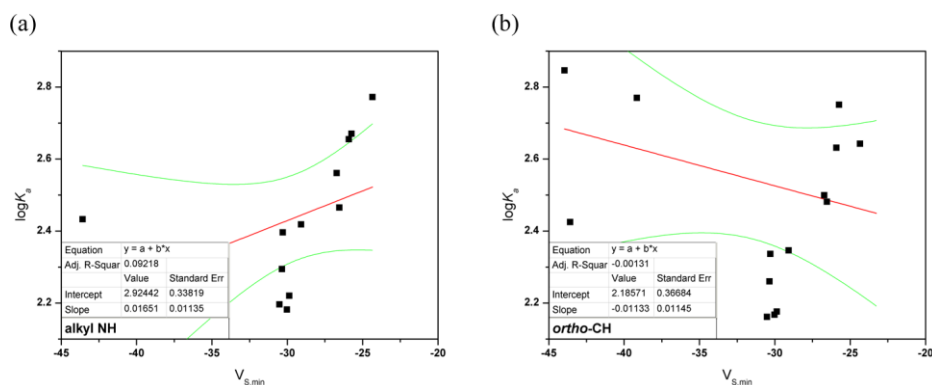 (a)
(b)
2.8
2.6
2.4
2.2
logKa
Equation y = a + b*x
Adj. R-Squar 0.09218
Value Standard Err
Intercept 2.92442 0.33819
Slope 0.01651 0.01135
alkyl NH
-45 -40 -35 -30 -25 -20
VS,min
2.8
2.6
2.4
2.2
logKa
Equation y = a + b*x
Adj. R-Squar -0.00131
Value Standard Err
Intercept 2.18571 0.36684
Slope -0.01133 0.01145
ortho-CH
-45 -40 -35 -30 -25 -20
VS,min